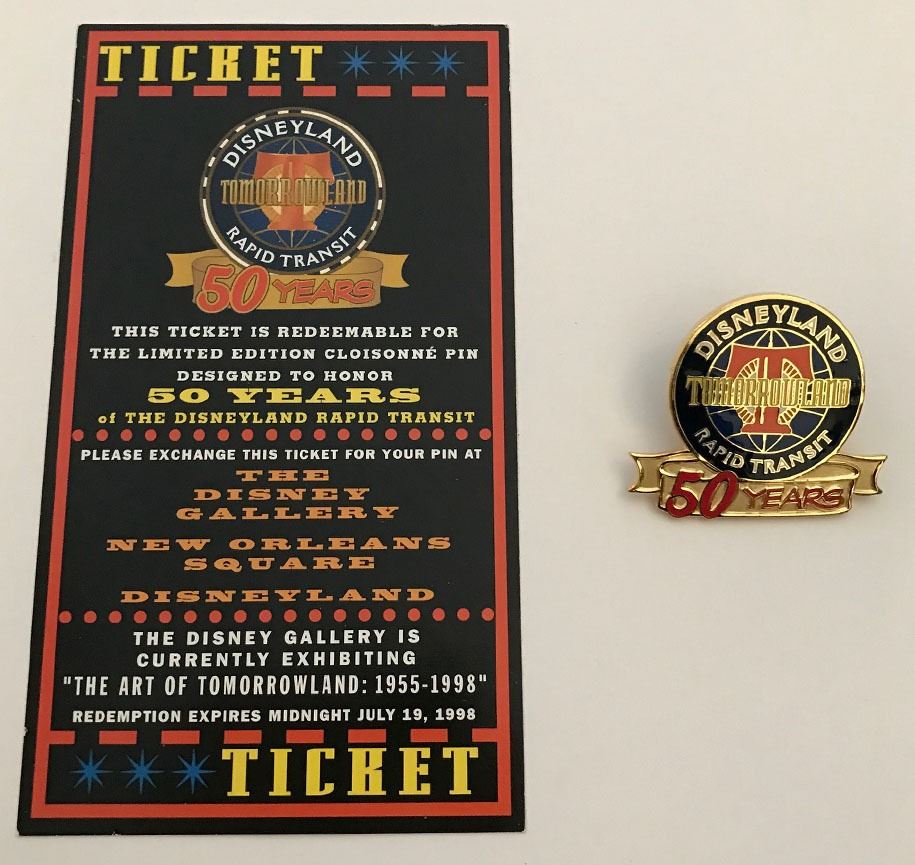 TICKET
DISNEYLAND
TOMORROWLAND
T
RAPID TRANSIT
50 YEARS
THIS TICKET IS REDEEMABLE FOR
THE LIMITED EDITION CLOISONNÉ PIN
DESIGNED TO HONOR
50 YEARS
of THE DISNEYLAND RAPID TRANSIT
PLEASE EXCHANGE THIS TICKET FOR YOUR PIN AT
THE
DISNEY
GALLERY
NEW ORLEANS
SQUARE
DISNEYLAND
THE DISNEY GALLERY IS
CURRENTLY EXHIBITING
"THE ART OF TOMORROWLAND: 1955-1998"
REDEMPTION EXPIRES MIDNIGHT JULY 19, 1998
TICKET
DISNEYLAND
T
TOMORROWLAND
RAPID TRANSIT
50 YEARS